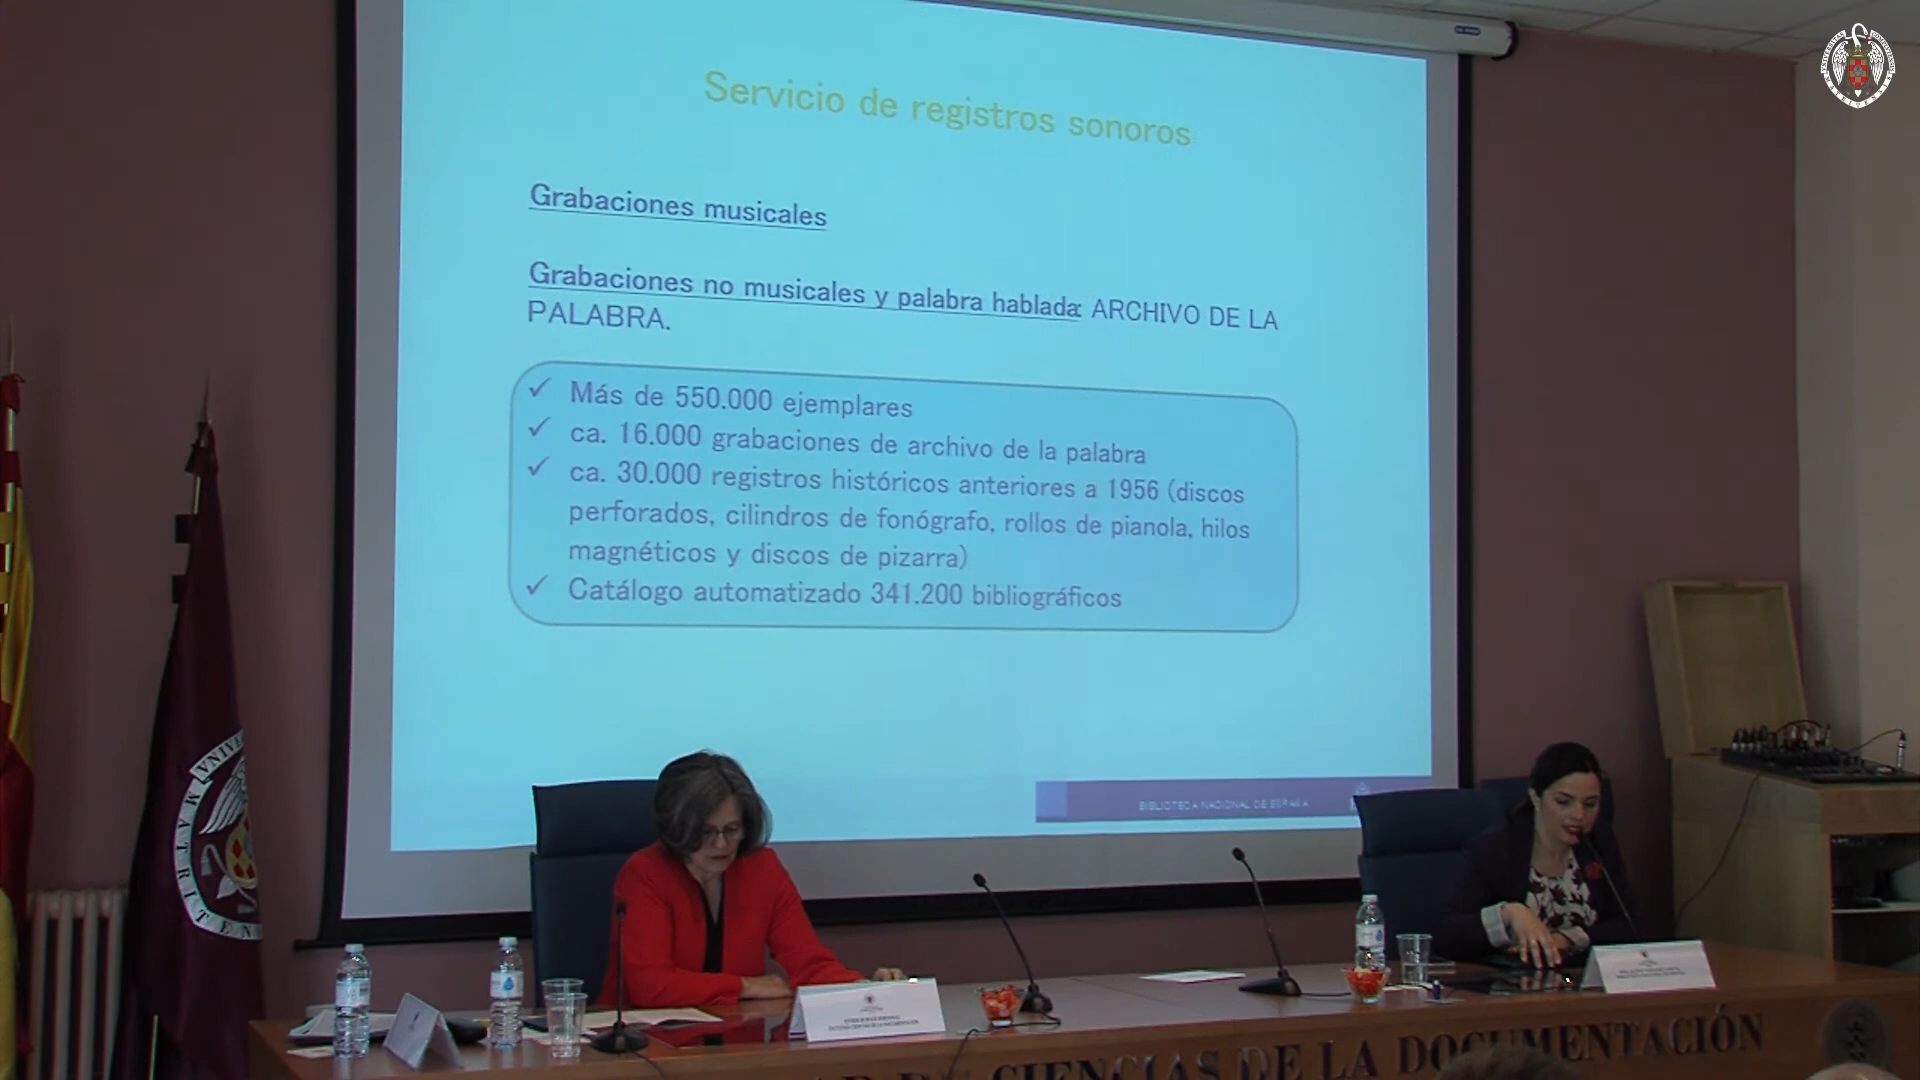 Servicio de registros sonoros
Grabaciones musicales
Grabaciones no musicales y palabra hablada: ARCHIVO DE LA
PALABRA.
✓ Más de 550.000 ejemplares
✓ ca. 16.000 grabaciones de archivo de la palabra
✓ ca. 30.000 registros históricos anteriores a 1956 (discos
perforados, cilindros de fonógrafo, rollos de pianola, hilos
magnéticos y discos de pizarra)
✓ Catálogo automatizado 341.200 bibliográficos
BIBLIOTECA NACIONAL DE ESPAÑA
CIENCIAS DE LA DOCUMENTACIÓN